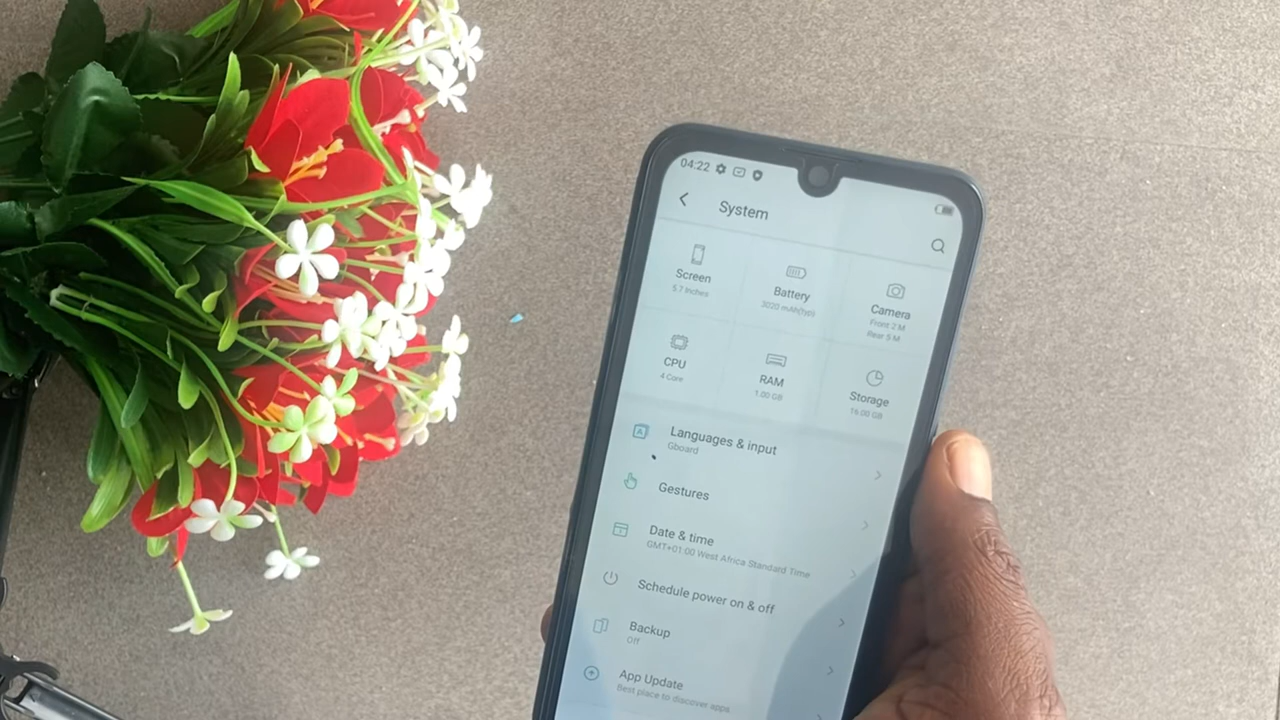 04:22
System
Screen
5.7 Inches
Battery
3020 mAh(typ)
Camera
Front 2 M
Rear 5 M
CPU
4 Core
RAM
1.00 GB
Storage
16.00 GB
Languages & input
Gboard
Gestures
Date & time
GMT+01:00 West Africa Standard Time
Schedule power on & off
Backup
Off
App Update
Best place to discover apps